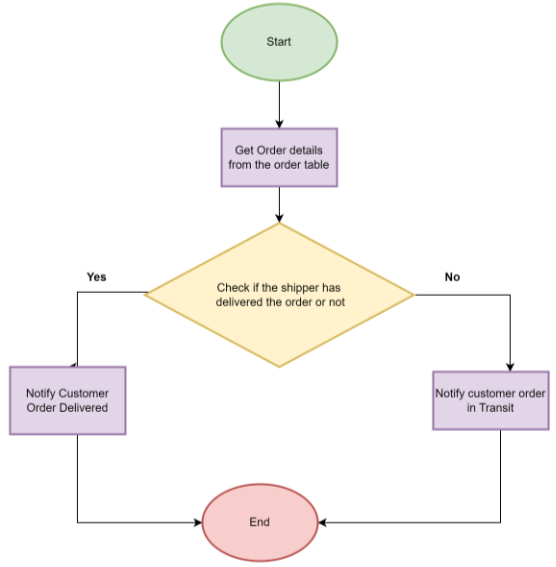 Start
Get Order details
from the order table
Check if the shipper has
delivered the order or not
Yes
No
Notify Customer
Order Delivered
Notify customer order
in Transit
End